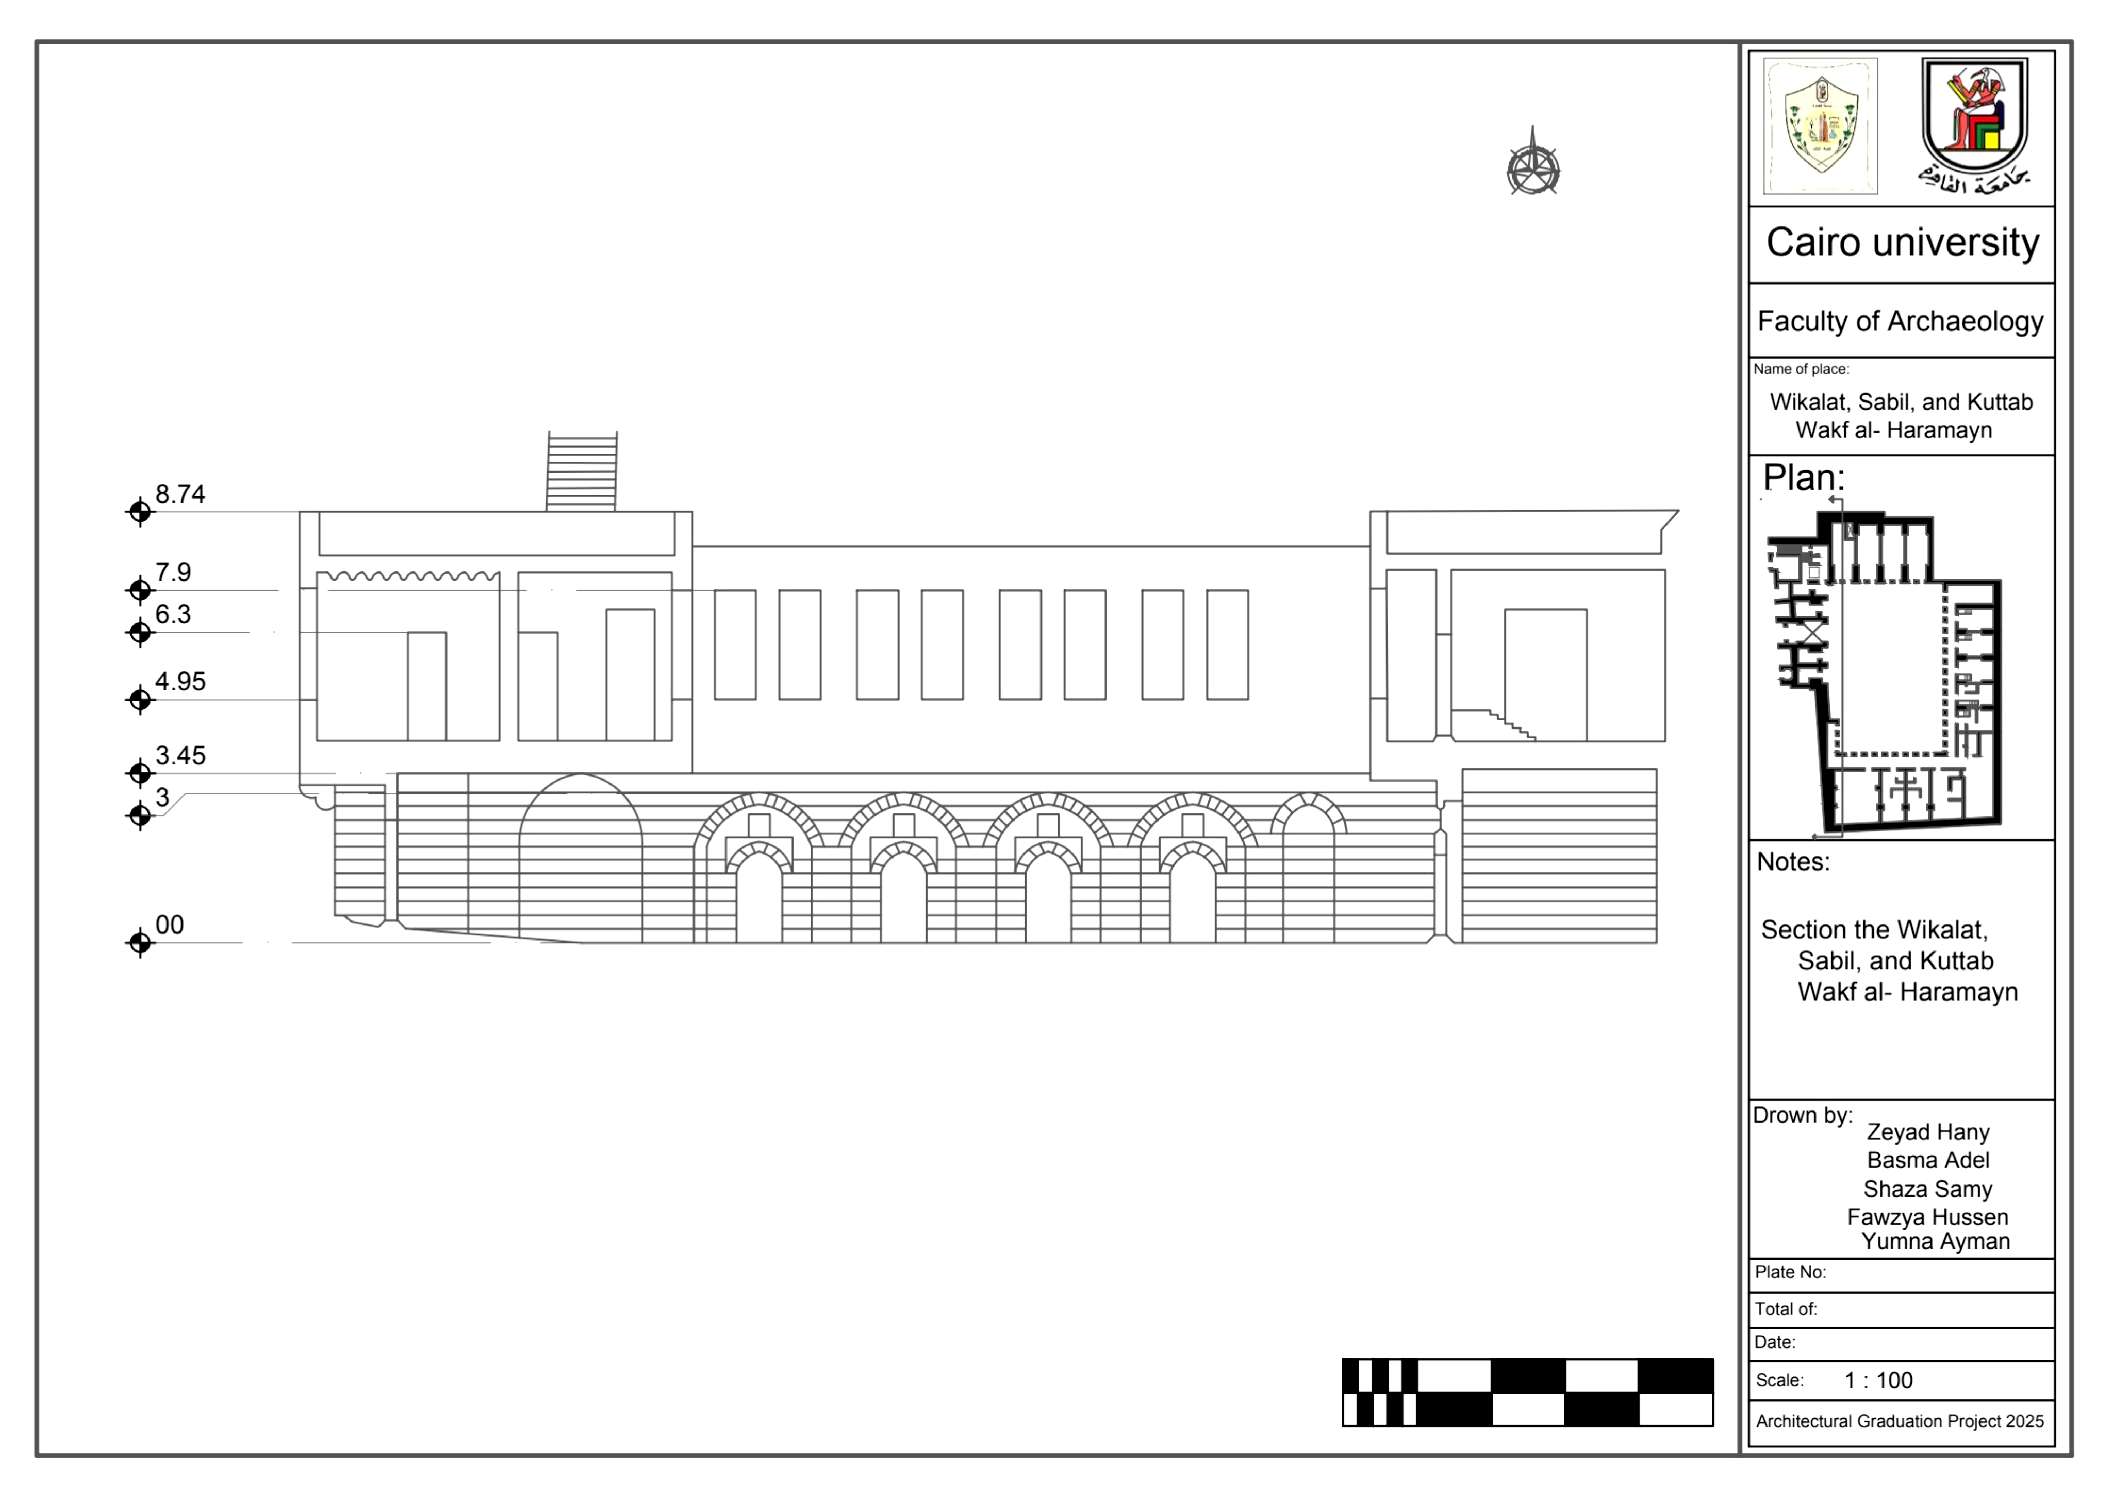 8.74
7.9
6.3
4.95
3.45
3
00
جامعة القاهرة
Cairo university
Faculty of Archaeology
Name of place:
Wikalat, Sabil, and Kuttab
Wakf al- Haramayn
Plan:
Notes:
Section the Wikalat,
Sabil, and Kuttab
Wakf al- Haramayn
Drown by:
Zeyad Hany
Basma Adel
Shaza Samy
Fawzya Hussen
Yumna Ayman
Plate No:
Total of:
Date:
Scale: 1 : 100
Architectural Graduation Project 2025